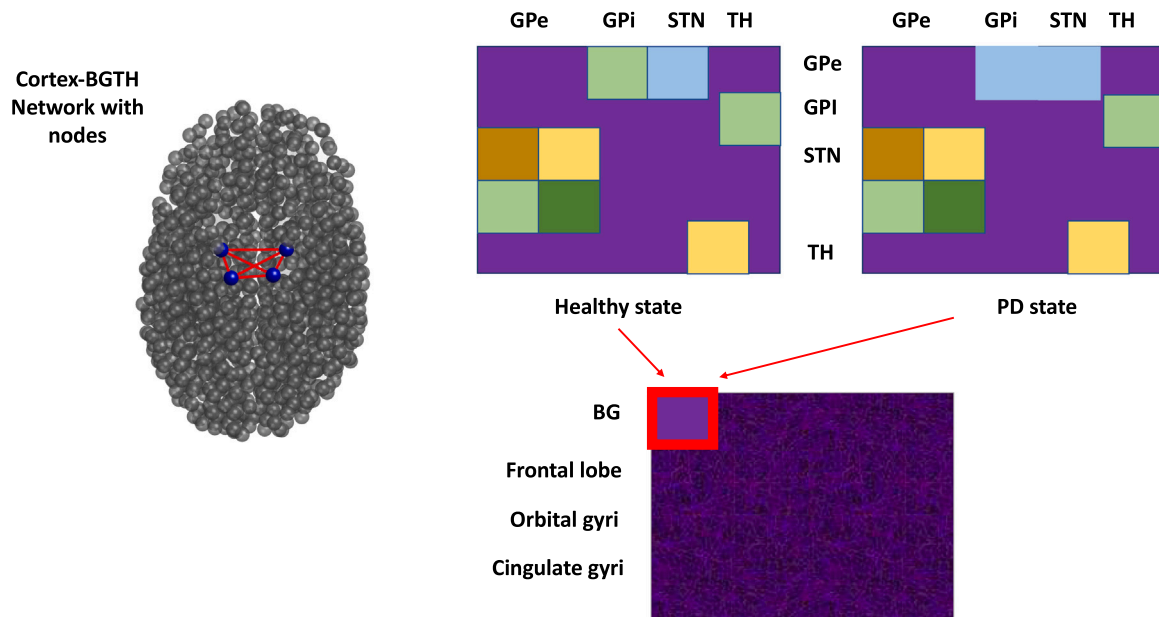 GPe GPi STN TH
GPe GPi STN TH
Cortex-BGTH
Network with
nodes
GPe
GPI
STN
TH
Healthy state
PD state
BG
Frontal lobe
Orbital gyri
Cingulate gyri